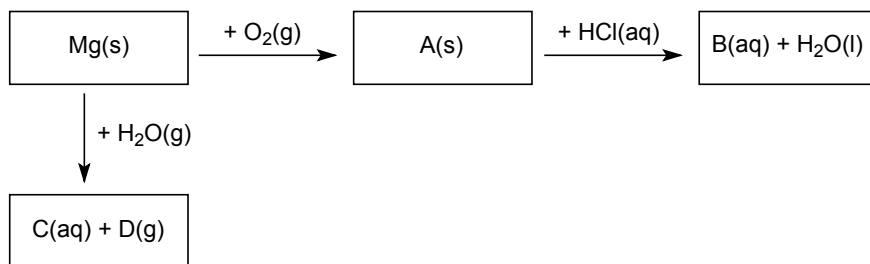 Mg(s)
+ O₂(g)
A(s)
+ HCl(aq)
B(aq) + H₂O(l)
+ H₂O(g)
C(aq) + D(g)